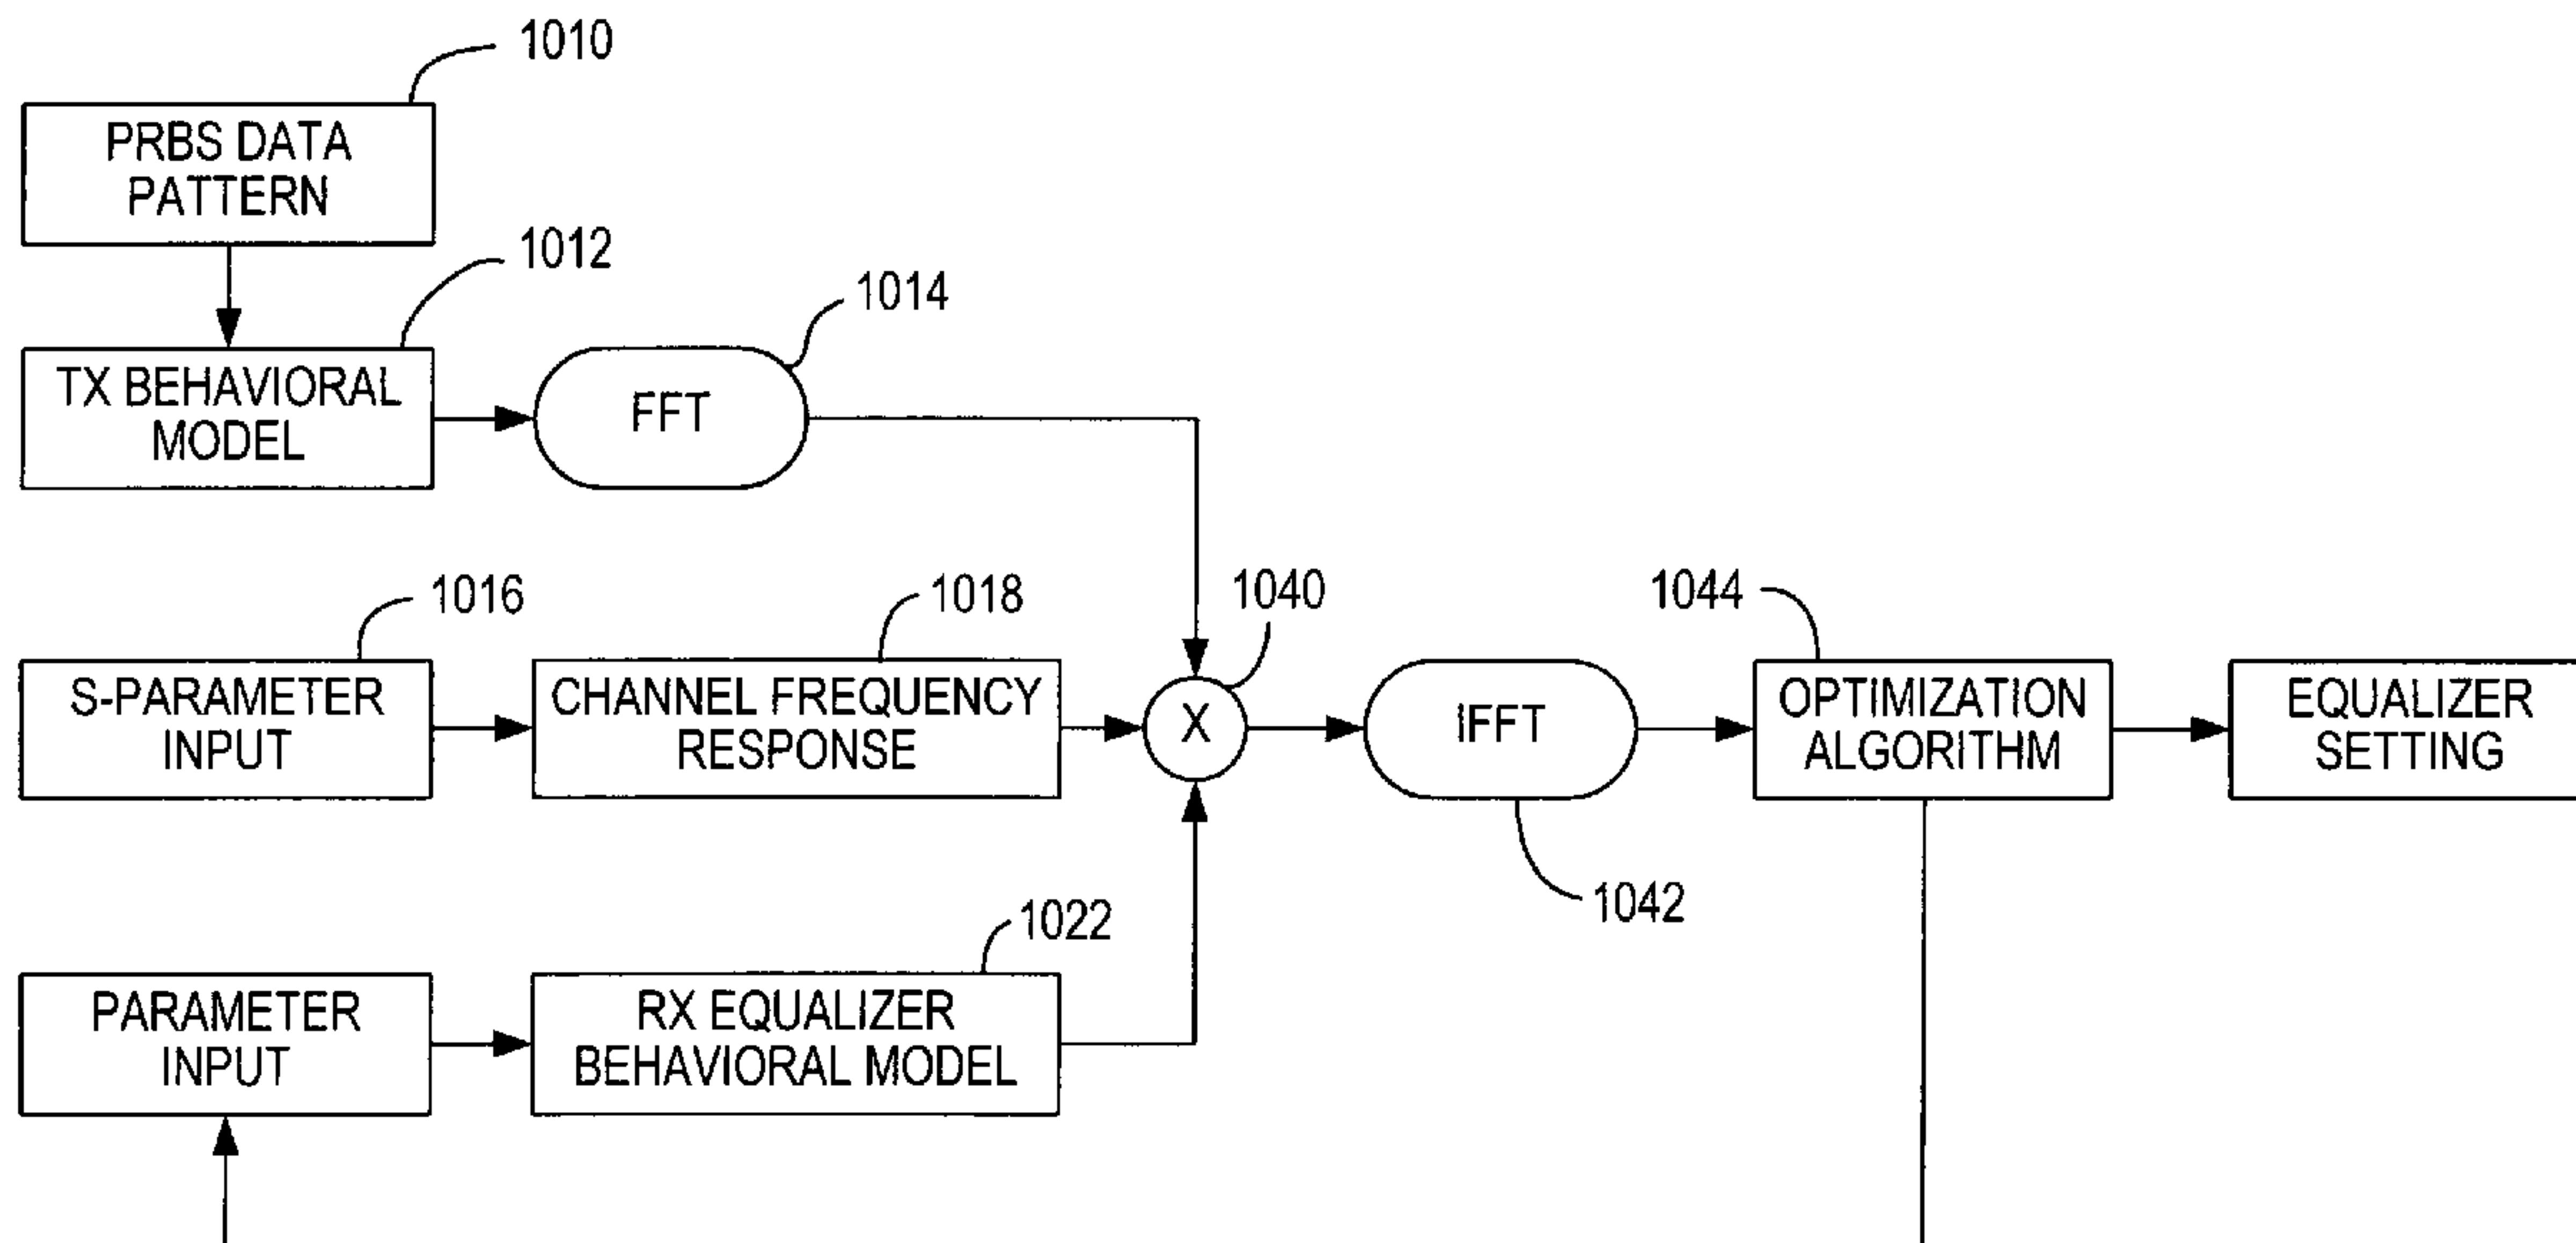 1010
PRBS DATA
PATTERN
1012
1014
TX BEHAVIORAL
MODEL
FFT
1016
1018
1040
1044
S-PARAMETER
INPUT
CHANNEL FREQUENCY
RESPONSE
X
IFFT
OPTIMIZATION
ALGORITHM
EQUALIZER
SETTING
1042
1022
PARAMETER
INPUT
RX EQUALIZER
BEHAVIORAL MODEL